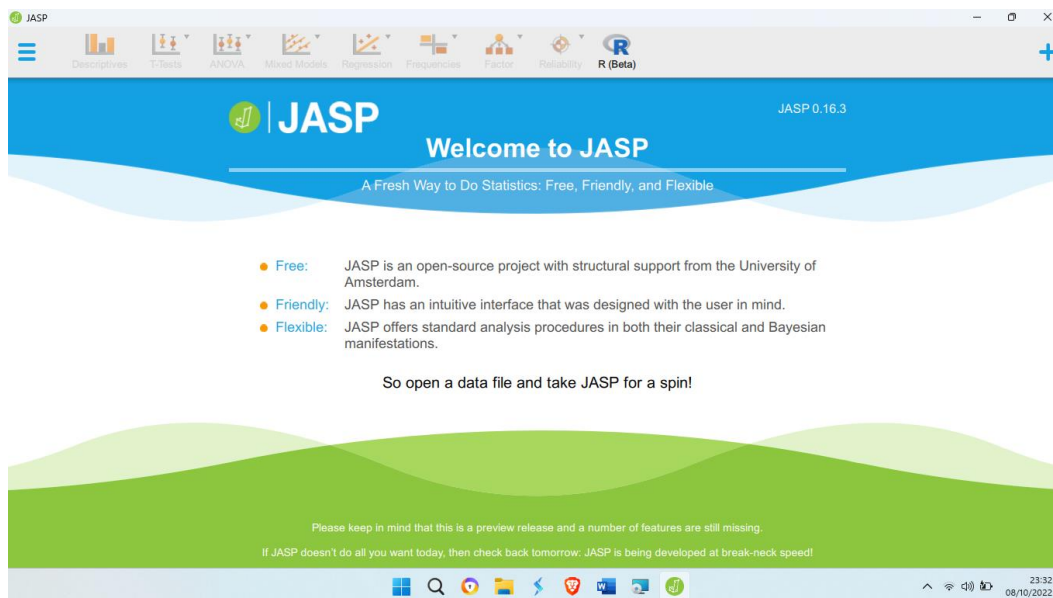 JASP
Descriptives T-Tests ANOVA Mixed Models Regression Frequencies Factor Reliability R (Beta)
JASP
JASP 0.16.3
Welcome to JASP
A Fresh Way to Do Statistics: Free, Friendly, and Flexible
Free: JASP is an open-source project with structural support from the University of
Amsterdam.
Friendly: JASP has an intuitive interface that was designed with the user in mind.
Flexible: JASP offers standard analysis procedures in both their classical and Bayesian
manifestations.
So open a data file and take JASP for a spin!
Please keep in mind that this is a preview release and a number of features are still missing.
If JASP doesn't do all you want today, then check back tomorrow: JASP is being developed at break-neck speed!
23:32
08/10/2022